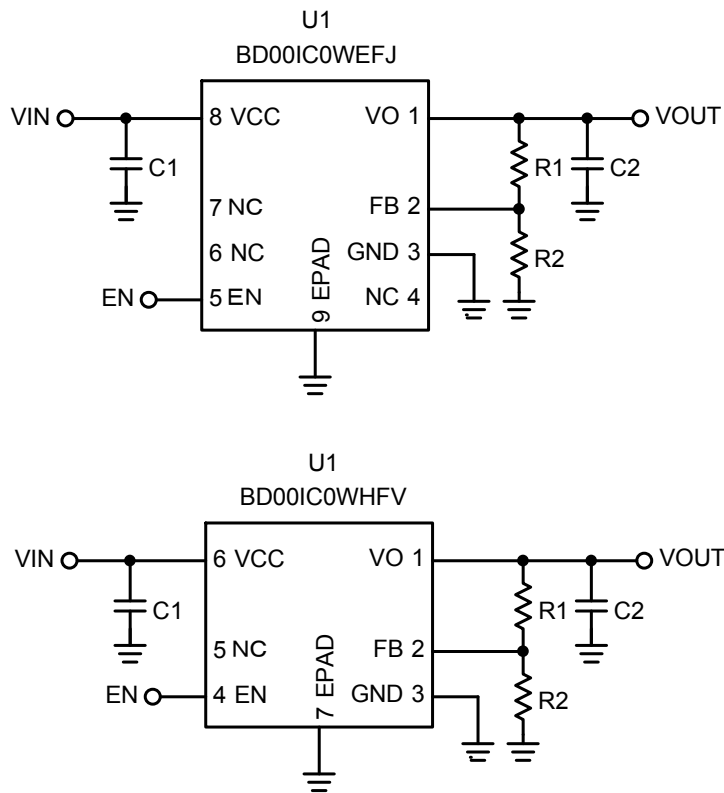 U1
BD00IC0WEFJ
VIN
8 VCC
VO 1
VOUT
C1
R1
C2
7 NC
FB 2
6 NC
GND 3
R2
EN
5 EN
9 EPAD
NC 4
U1
BD00IC0WHFV
VIN
6 VCC
VO 1
VOUT
C1
R1
C2
5 NC
FB 2
EN
4 EN
7 EPAD
GND 3
R2